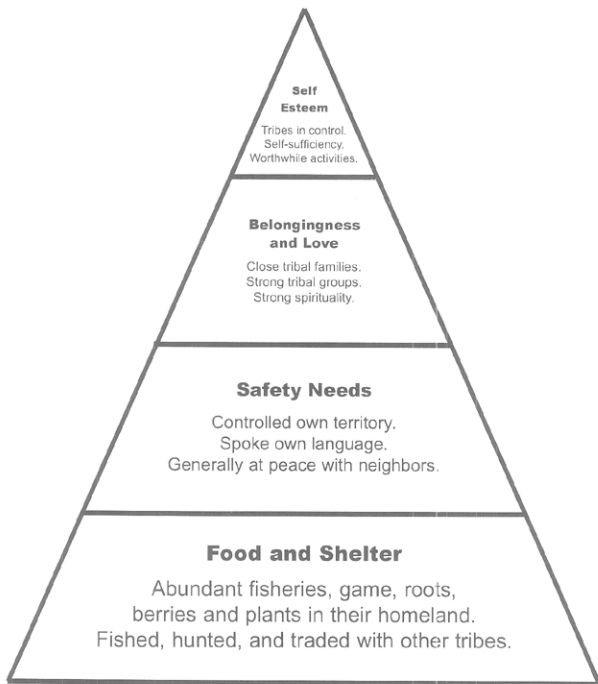 Self
Esteem
Tribes in control.
Self-sufficiency.
Worthwhile activities.
Belongingness
and Love
Close tribal families.
Strong tribal groups.
Strong spirituality.
Safety Needs
Controlled own territory.
Spoke own language.
Generally at peace with neighbors.
Food and Shelter
Abundant fisheries, game, roots,
berries and plants in their homeland.
Fished, hunted, and traded with other tribes.